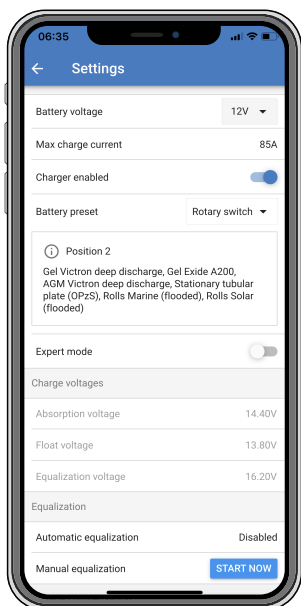 06:35
Settings
Battery voltage 12V
Max charge current 85A
Charger enabled
Battery preset Rotary switch
Position 2
Gel Victron deep discharge, Gel Exide A200,
AGM Victron deep discharge, Stationary tubular
plate (OPzS), Rolls Marine (flooded), Rolls Solar
(flooded)
Expert mode
Charge voltages
Absorption voltage 14.40V
Float voltage 13.80V
Equalization voltage 16.20V
Equalization
Automatic equalization Disabled
Manual equalization START NOW